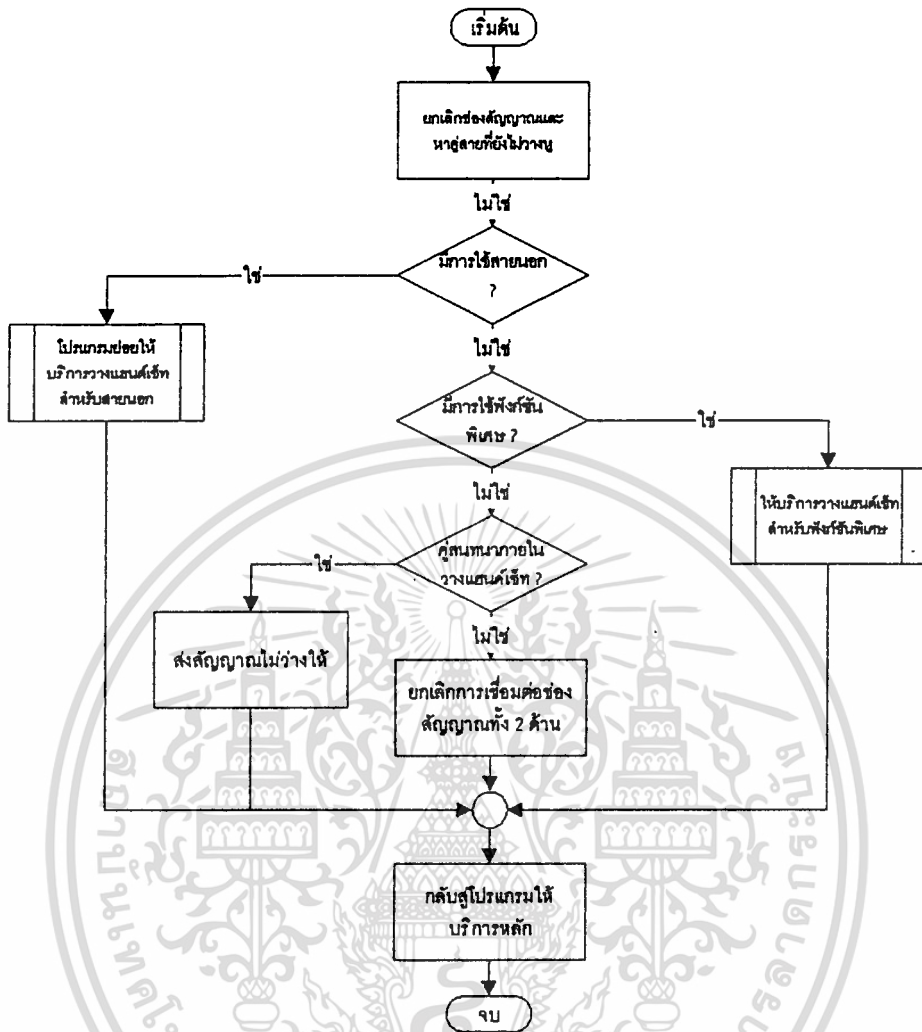 เริ่มต้น
ยกเลิกช่องสัญญาณและ
หาคู่สายที่ยังไม่วางหู
ไม่ใช่
มีการใช้สายนอก
?
ใช่
โปรแกรมย่อยให้
บริการวางแฮนด์เซ็ท
สำหรับสายนอก
ไม่ใช่
มีการใช้ฟังก์ชัน
พิเศษ ?
ใช่
ให้บริการวางแฮนด์เซ็ท
สำหรับฟังก์ชันพิเศษ
ไม่ใช่
คู่สนทนาภายใน
วางแฮนด์เซ็ท ?
ใช่
ส่งสัญญาณไม่ว่างให้
ไม่ใช่
ยกเลิกการเชื่อมต่อช่อง
สัญญาณทั้ง 2 ด้าน
กลับสู่โปรแกรมให้
บริการหลัก
จบ